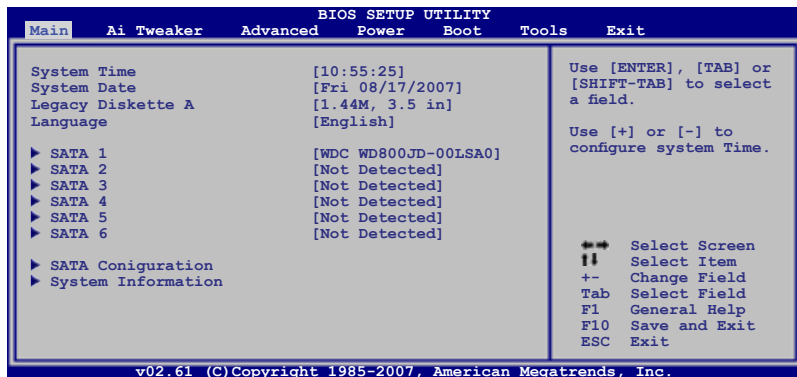 BIOS SETUP UTILITY
Main Ai Tweaker Advanced Power Boot Tools Exit
System Time [10:55:25]
System Date [Fri 08/17/2007]
Legacy Diskette A [1.44M, 3.5 in]
Language [English]
SATA 1 [WDC WD800JD-00LSA0]
SATA 2 [Not Detected]
SATA 3 [Not Detected]
SATA 4 [Not Detected]
SATA 5 [Not Detected]
SATA 6 [Not Detected]
SATA Coniguration
System Information
Use [ENTER], [TAB] or
[SHIFT-TAB] to select
a field.
Use [+] or [-] to
configure system Time.
Select Screen
Select Item
+- Change Field
Tab Select Field
F1 General Help
F10 Save and Exit
ESC Exit
v02.61 (C)Copyright 1985-2007, American Megatrends, Inc.